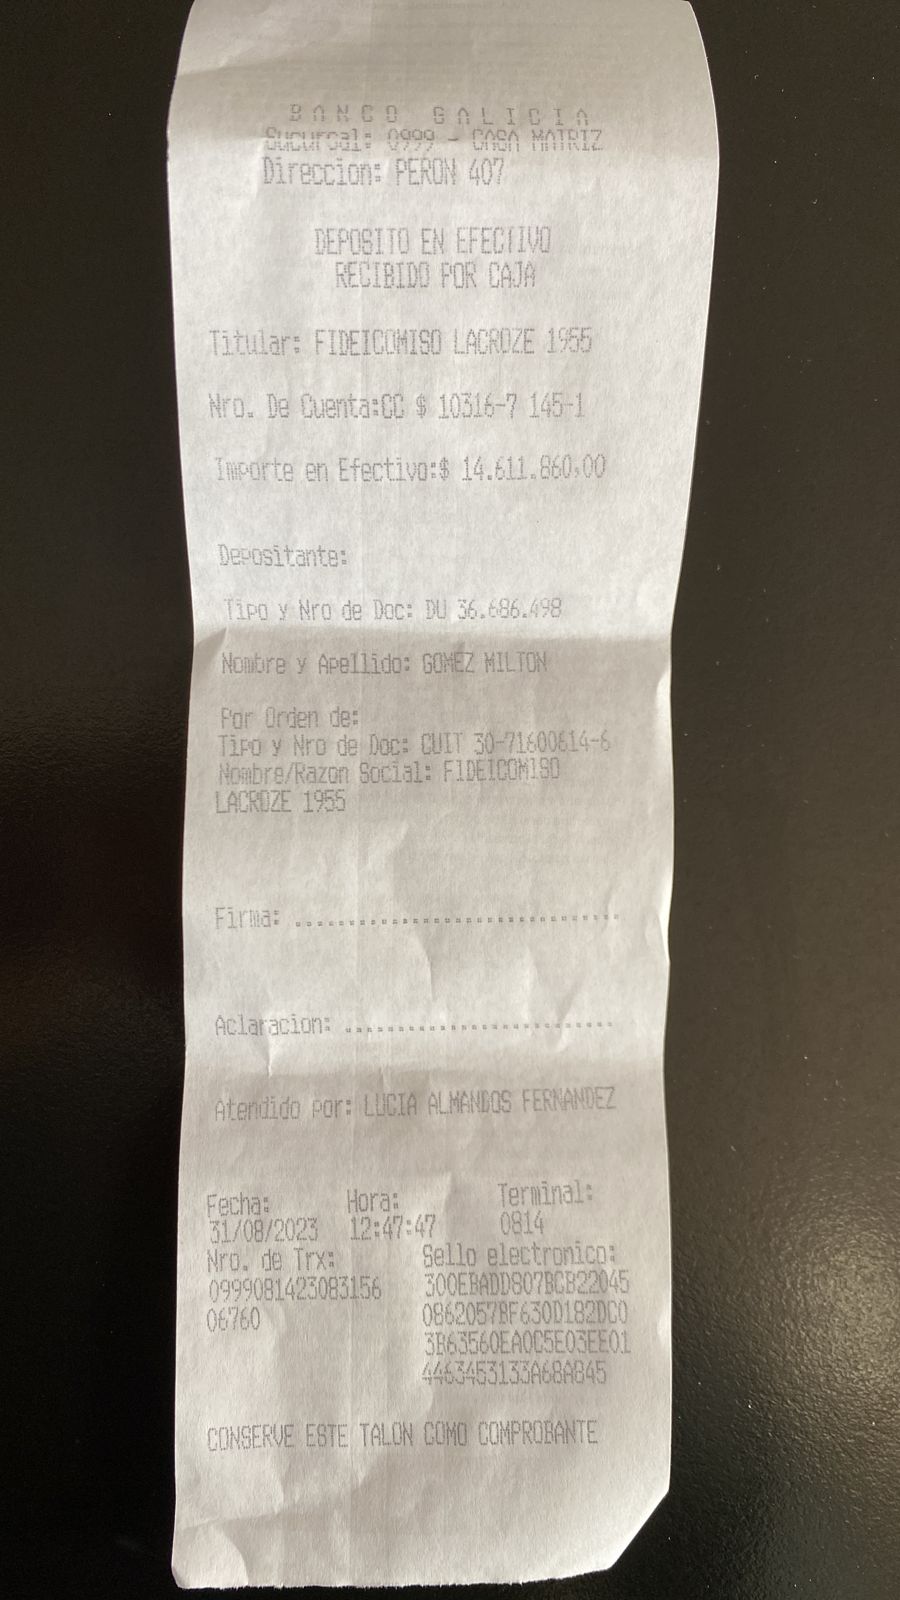 BANCO GALICIA
Sucursal: 0999 - CASA MATRIZ
Direccion: PERON 407
DEPOSITO EN EFECTIVO
RECIBIDO POR CAJA
Titular: FIDEICOMISO LACROZE 1955
Nro. De Cuenta:CC $ 10316-7 145-1
Importe en Efectivo:$ 14.611.860,00
Depositante:
Tipo y Nro de Doc: DU 36.686.498
Nombre y Apellido: GOMEZ MILTON
Por Orden de:
Tipo y Nro de Doc: CUIT 30-71600614-6
Nombre/Razon Social: FIDEICOMISO
LACROZE 1955
Firma: ...............................
Aclaracion: ..........................
Atendido por: LUCIA ALMANDOS FERNANDEZ
Fecha: Hora: Terminal:
31/08/2023 12:47:47 0814
Nro. de Trx: Sello electronico:
0999081423083156 300EBADD807BCB22045
06760 0862057BF630D182DC0
3B63560EA0C5E03EE01
4463453133A68A845
CONSERVE ESTE TALON COMO COMPROBANTE